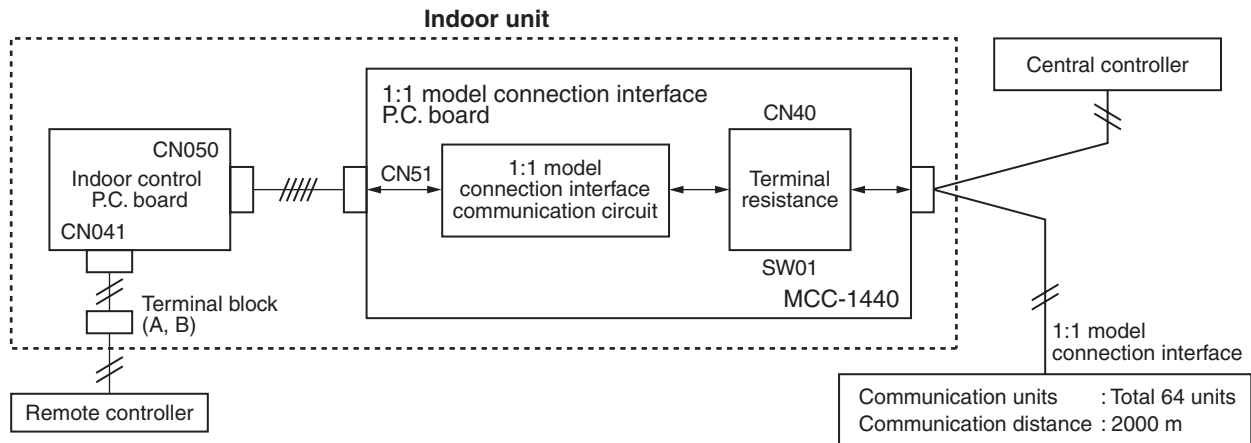 Indoor unit
Central controller
1:1 model connection interface
P.C. board
CN050
Indoor control
P.C. board
CN041
CN51
1:1 model
connection interface
communication circuit
CN40
Terminal
resistance
SW01
MCC-1440
Terminal block
(A, B)
Remote controller
1:1 model
connection interface
Communication units : Total 64 units
Communication distance : 2000 m